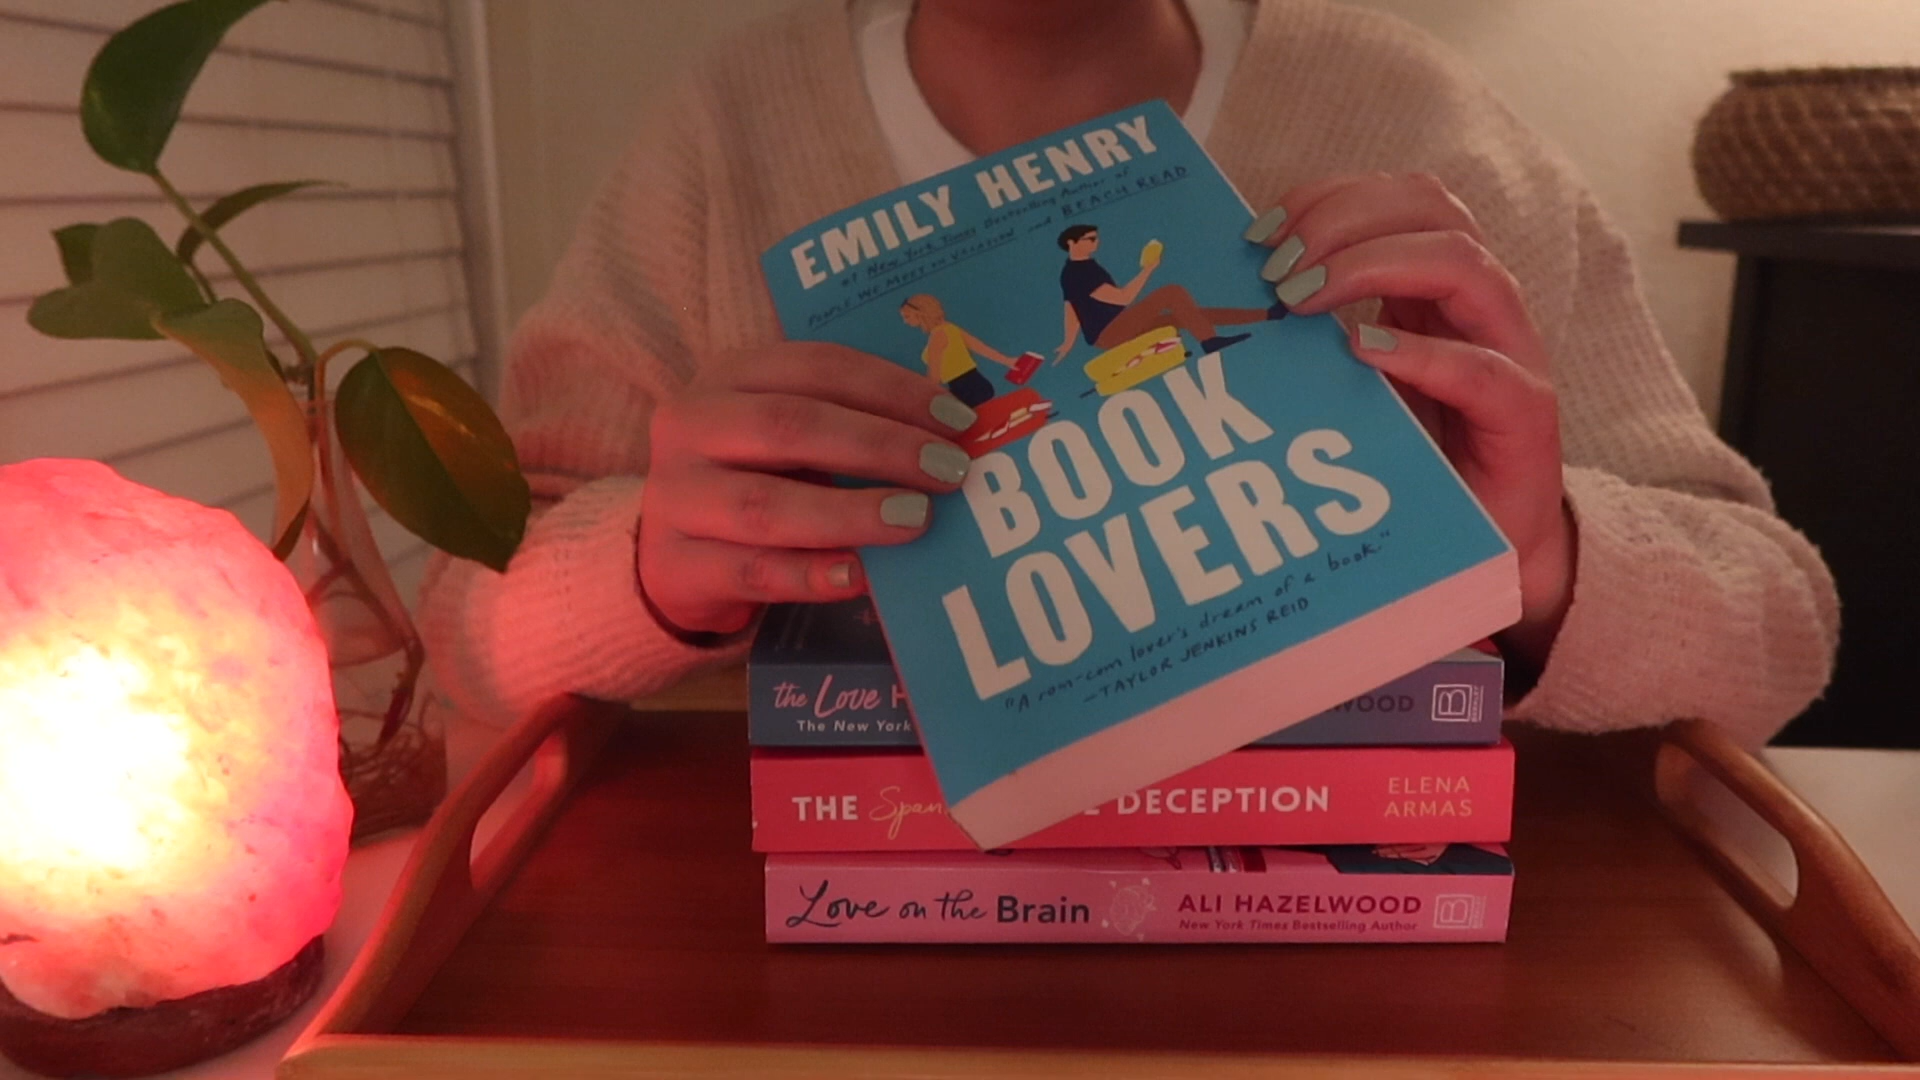 EMILY HENRY
of New York Times Bestselling Author of
PEOPLE WE MEET ON VACATION and BEACH READ
BOOK
LOVERS
"A rom-com lover's dream of a book."
—TAYLOR JENKINS REID
the Love H WOOD
The New York
THE Span DECEPTION ELENA
ARMAS
Love on the Brain ALI HAZELWOOD
New York Times Bestselling Author
BERKLEY